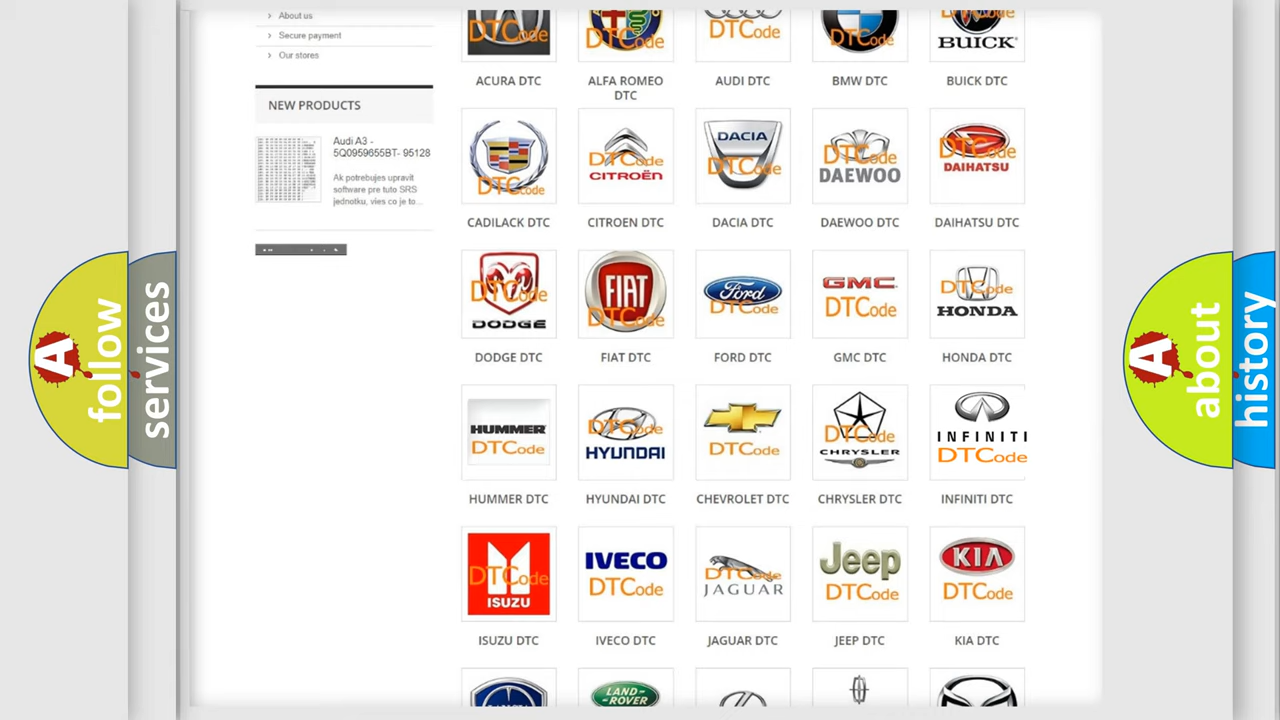 About us
Secure payment
Our stores
NEW PRODUCTS
Audi A3 -
5Q0959655BT- 95128
Ak potrebujes upravit
software pre tuto SRS
jednotku, vies co je to...
DTCode
DTCode
DTCode
DTCode
BUICK
ACURA DTC
ALFA ROMEO
DTC
AUDI DTC
BMW DTC
BUICK DTC
DTCode
DTCode
CITROËN
DACIA
DTCode
DTCode
DAEWOO
DTCode
DAIHATSU
CADILACK DTC
CITROEN DTC
DACIA DTC
DAEWOO DTC
DAIHATSU DTC
DTCode
DODGE
FIAT
DTCode
Ford
DTCode
GMC
DTCode
DTCode
HONDA
DODGE DTC
FIAT DTC
FORD DTC
GMC DTC
HONDA DTC
HUMMER
DTCode
DTCode
HYUNDAI
DTCode
DTCode
CHRYSLER
INFINITI
DTCode
HUMMER DTC
HYUNDAI DTC
CHEVROLET DTC
CHRYSLER DTC
INFINITI DTC
DTCode
ISUZU
IVECO
DTCode
DTCode
JAGUAR
Jeep
DTCode
KIA
DTCode
ISUZU DTC
IVECO DTC
JAGUAR DTC
JEEP DTC
KIA DTC
LAND-
ROVER
A follow
services
A about
history